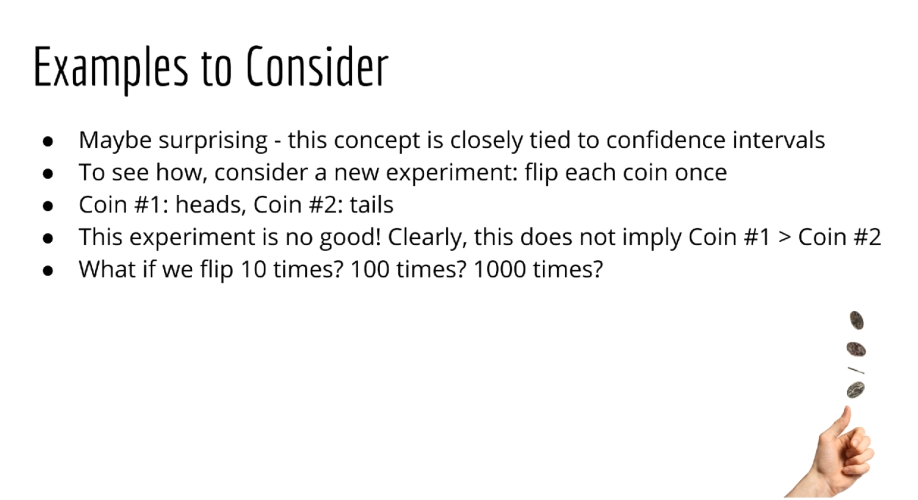 Examples to Consider
● Maybe surprising - this concept is closely tied to confidence intervals
● To see how, consider a new experiment: flip each coin once
● Coin #1: heads, Coin #2: tails
● This experiment is no good! Clearly, this does not imply Coin #1 > Coin #2
● What if we flip 10 times? 100 times? 1000 times?